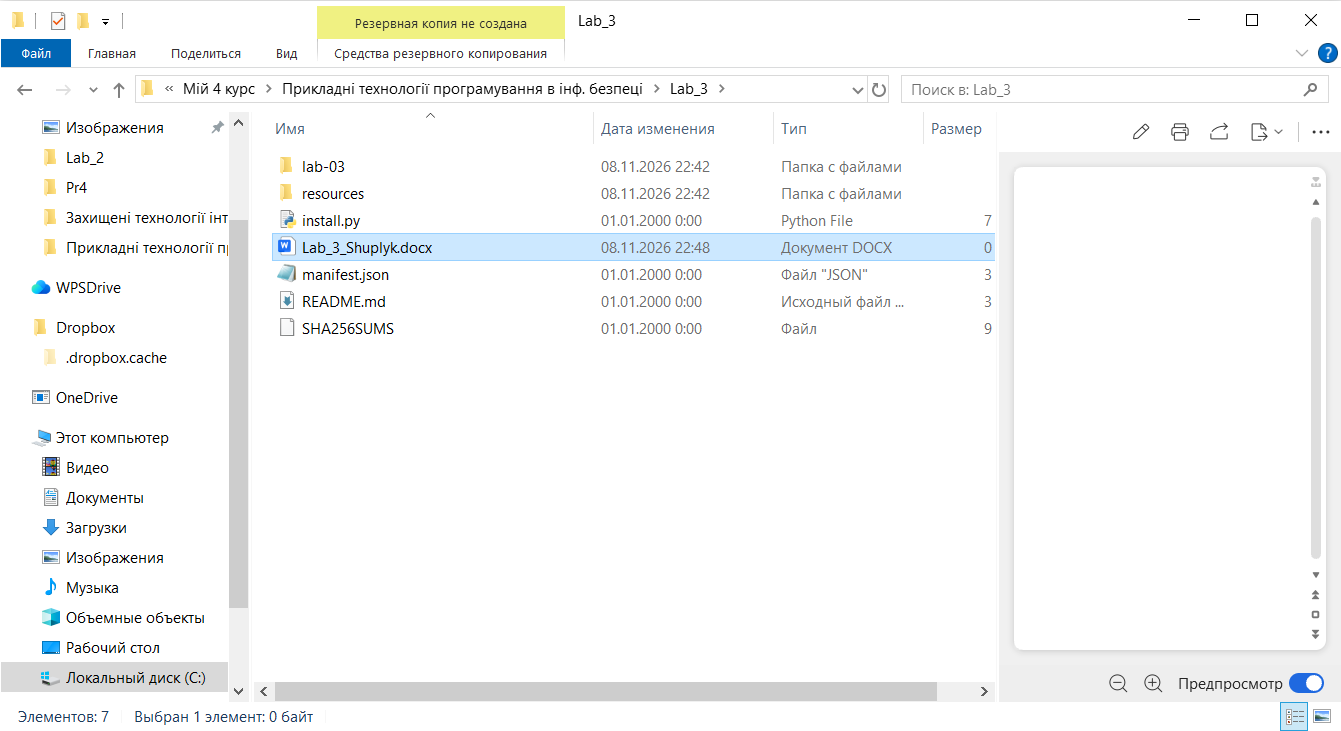 Резервная копия не создана
Lab_3
Файл
Главная
Поделиться
Вид
Средства резервного копирования
?
« Мій 4 курс > Прикладні технології програмування в інф. безпеці > Lab_3 >
Поиск в: Lab_3
Изображения
Lab_2
Pr4
Захищені технології інт
Прикладні технології п
WPSDrive
Dropbox
.dropbox.cache
OneDrive
Этот компьютер
Видео
Документы
Загрузки
Изображения
Музыка
Объемные объекты
Рабочий стол
Локальный диск (C:)
Имя Дата изменения Тип Размер
lab-03 08.11.2026 22:42 Папка с файлами
resources 08.11.2026 22:42 Папка с файлами
install.py 01.01.2000 0:00 Python File 7
Lab_3_Shuplyk.docx 08.11.2026 22:48 Документ DOCX 0
manifest.json 01.01.2000 0:00 Файл "JSON" 3
README.md 01.01.2000 0:00 Исходный файл ... 3
SHA256SUMS 01.01.2000 0:00 Файл 9
Предпросмотр
Элементов: 7
Выбран 1 элемент: 0 байт